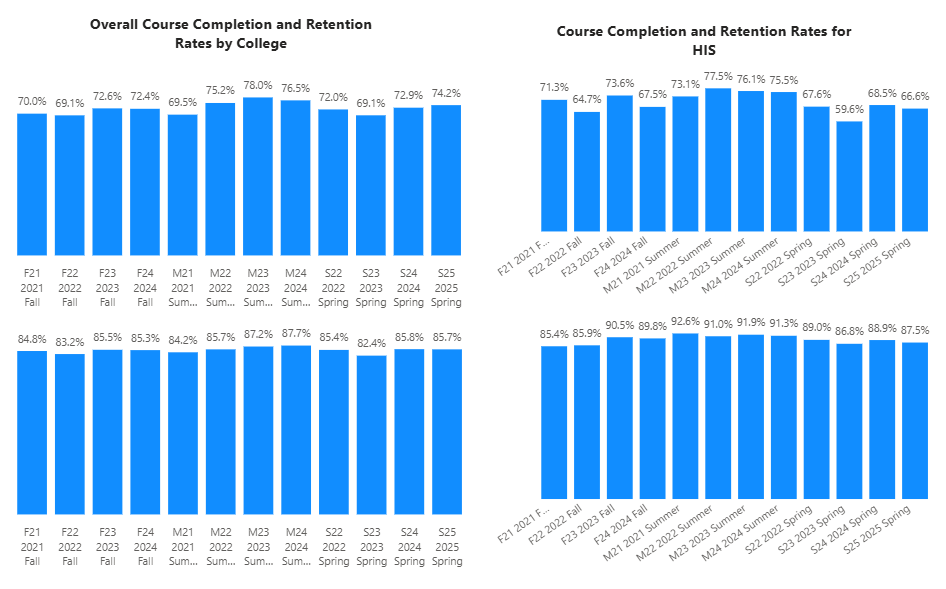 Overall Course Completion and Retention
Rates by College
70.0% 69.1% 72.6% 72.4% 69.5% 75.2% 78.0% 76.5% 72.0% 69.1% 72.9% 74.2%
F21 F22 F23 F24 M21 M22 M23 M24 S22 S23 S24 S25
2021 2022 2023 2024 2021 2022 2023 2024 2022 2023 2024 2025
Fall Fall Fall Fall Sum... Sum... Sum... Sum... Spring Spring Spring Spring
84.8% 83.2% 85.5% 85.3% 84.2% 85.7% 87.2% 87.7% 85.4% 82.4% 85.8% 85.7%
F21 F22 F23 F24 M21 M22 M23 M24 S22 S23 S24 S25
2021 2022 2023 2024 2021 2022 2023 2024 2022 2023 2024 2025
Fall Fall Fall Fall Sum... Sum... Sum... Sum... Spring Spring Spring Spring
Course Completion and Retention Rates for
HIS
71.3% 64.7% 73.6% 67.5% 73.1% 77.5% 76.1% 75.5% 67.6% 59.6% 68.5% 66.6%
F21 2021 F... F22 2022 Fall F23 2023 Fall F24 2024 Fall M21 2021 Summer M22 2022 Summer M23 2023 Summer M24 2024 Summer S22 2022 Spring S23 2023 Spring S24 2024 Spring S25 2025 Spring
85.4% 85.9% 90.5% 89.8% 92.6% 91.0% 91.9% 91.3% 89.0% 86.8% 88.9% 87.5%
F21 2021 F... F22 2022 Fall F23 2023 Fall F24 2024 Fall M21 2021 Summer M22 2022 Summer M23 2023 Summer M24 2024 Summer S22 2022 Spring S23 2023 Spring S24 2024 Spring S25 2025 Spring